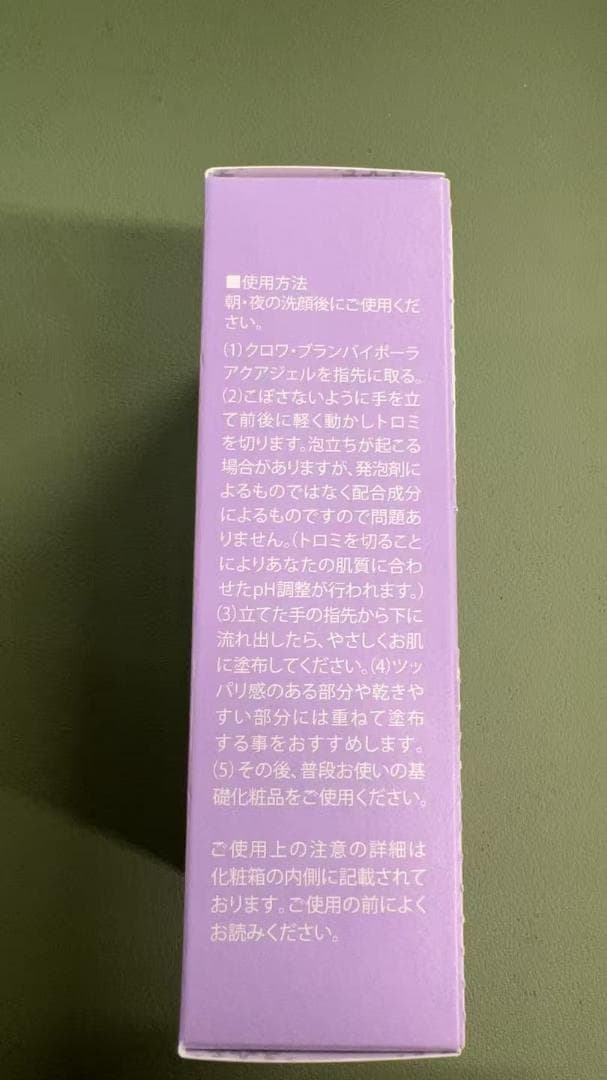 ■使用方法
朝・夜の洗顔後にご使用くだ
さい。
(1)クロワ・ブランバイポーラ
アクアジェルを指先に取る。
(2)こぼさないように手を立
て前後に軽く動かしトロミ
を切ります。泡立ちが起こる
場合がありますが、発泡剤に
よるものではなく配合成分
によるものですので問題あ
りません。(トロミを切ること
によりあなたの肌質に合わ
せたpH調整が行われます。)
(3)立てた手の指先から下に
流れ出したら、やさしくお肌
に塗布してください。(4)ツッ
パリ感のある部分や乾きや
すい部分には重ねて塗布
する事をおすすめします。
(5)その後、普段お使いの基
礎化粧品をご使用ください。
ご使用上の注意の詳細は
化粧箱の内側に記載されて
おります。ご使用の前によく
お読みください。